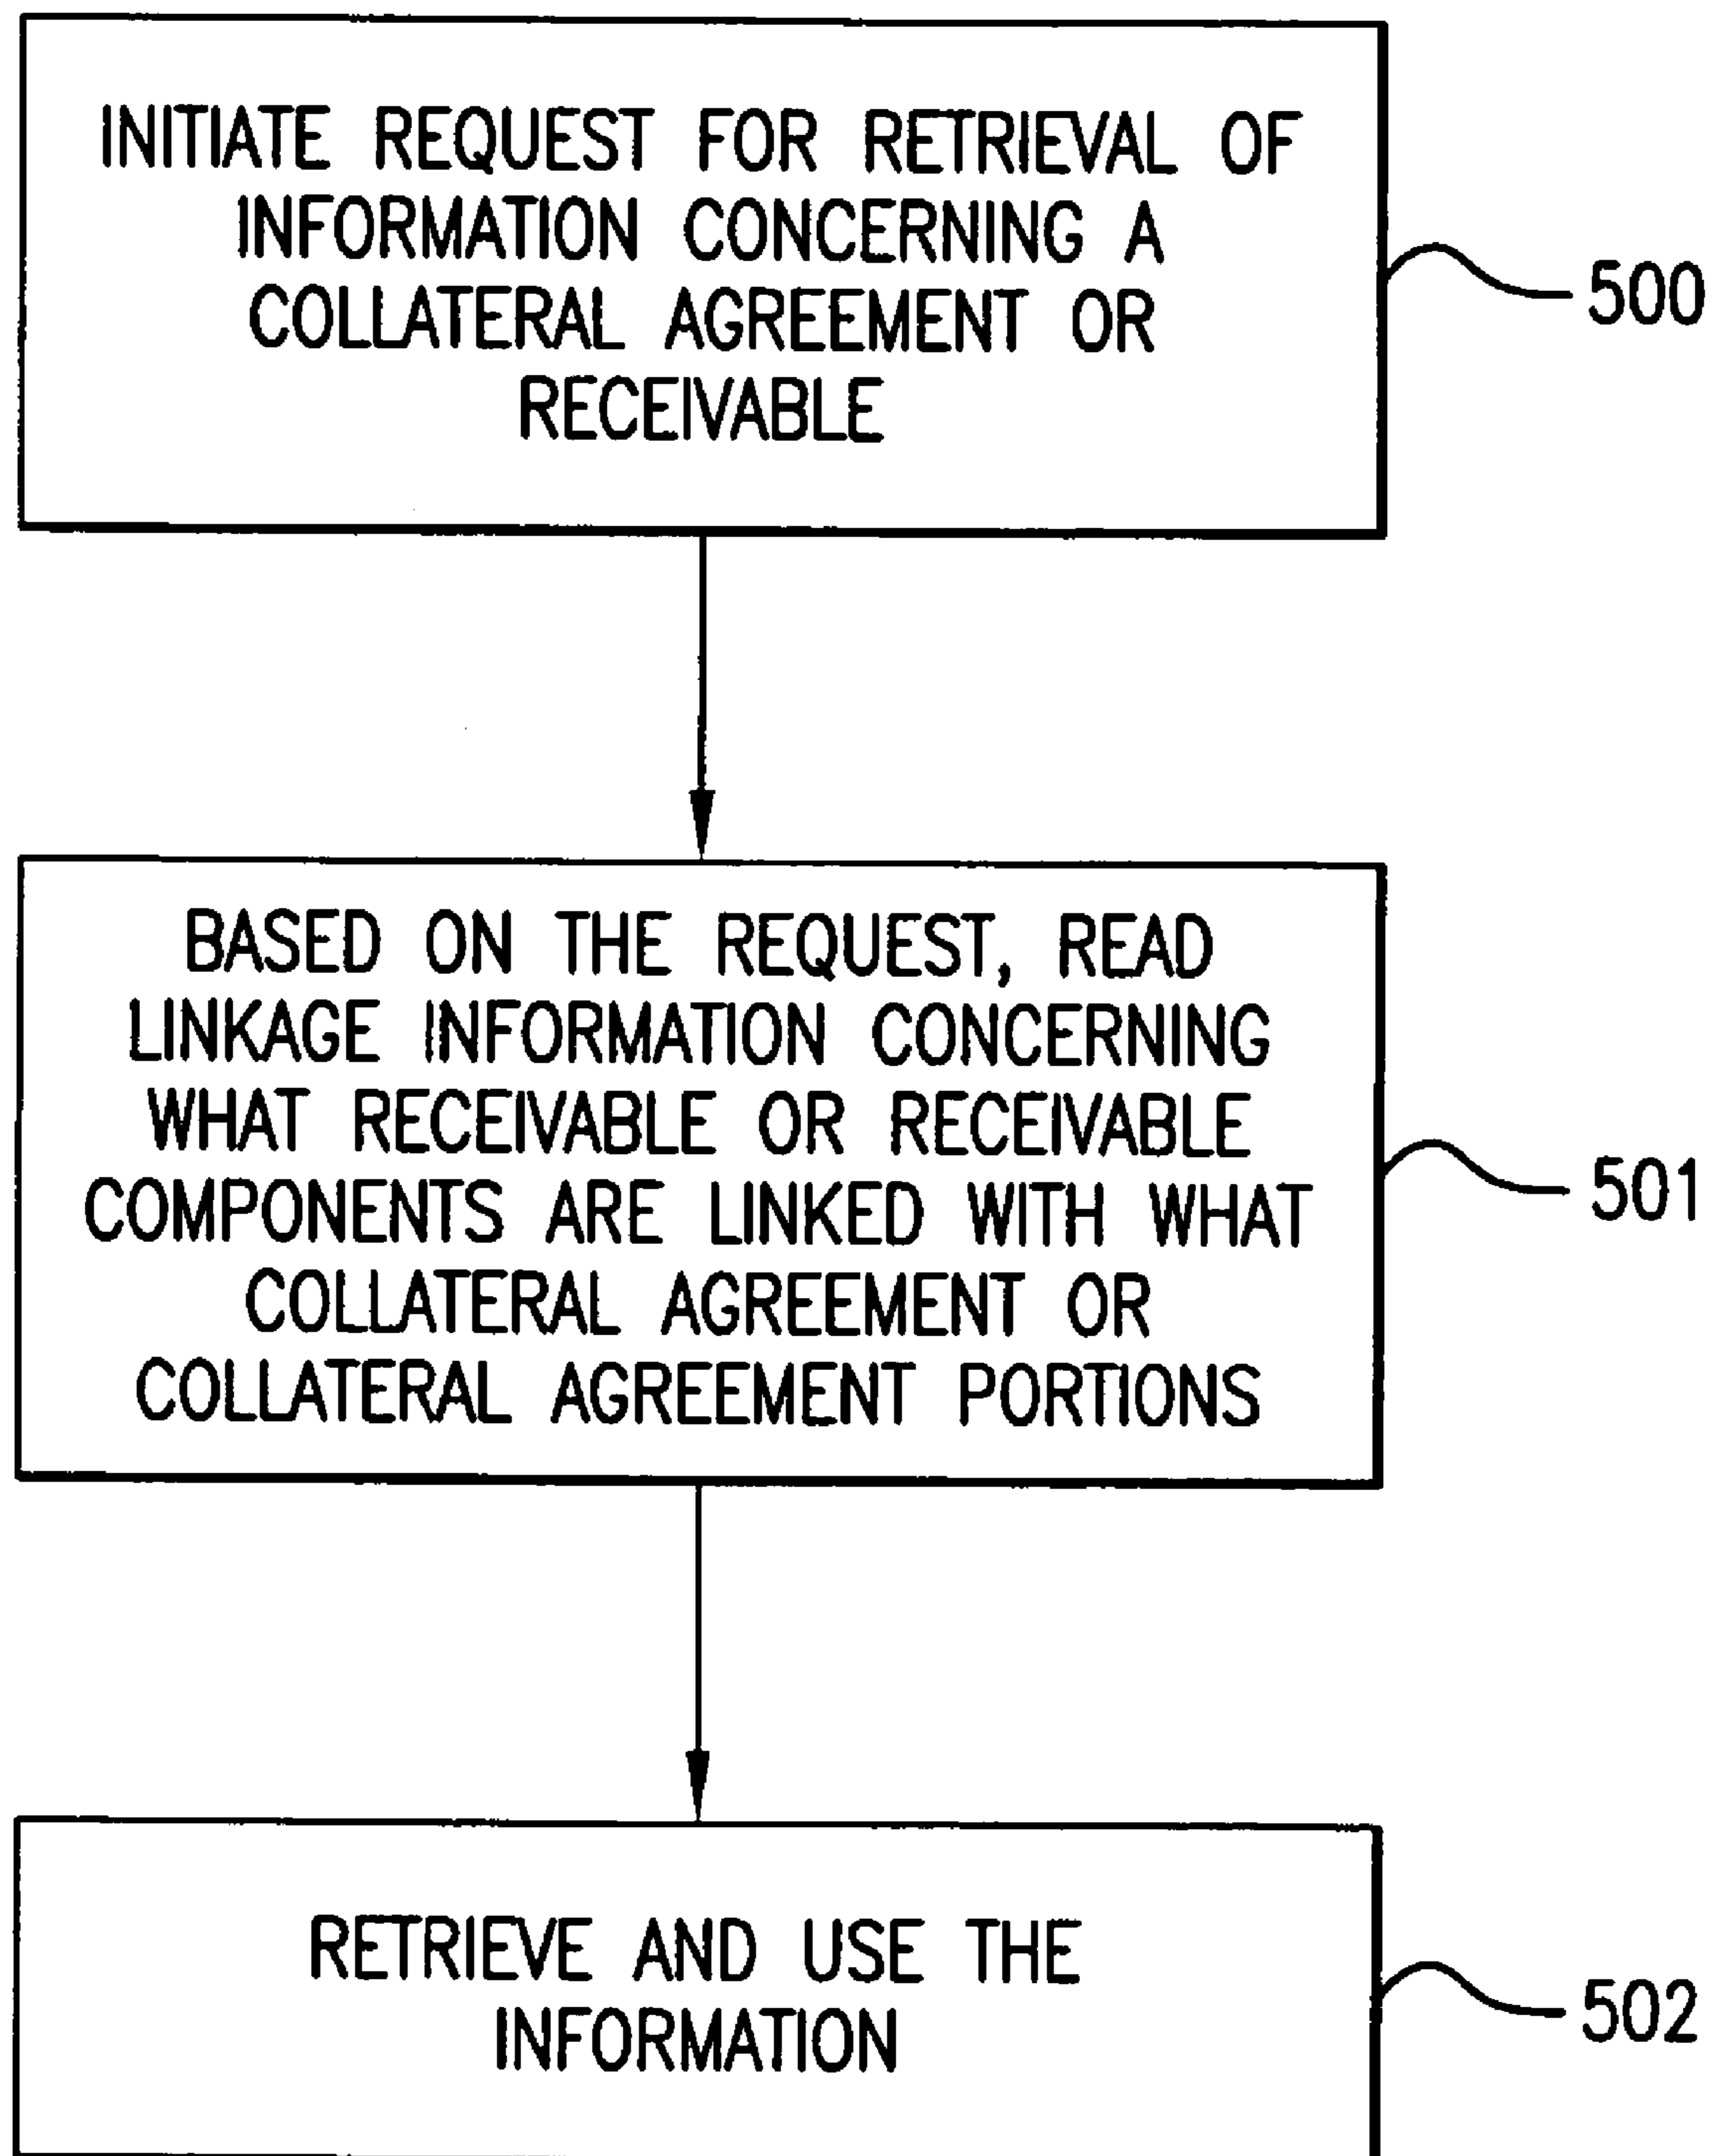 INITIATE REQUEST FOR RETRIEVAL OF
INFORMATION CONCERNING A
COLLATERAL AGREEMENT OR
RECEIVABLE
500
BASED ON THE REQUEST, READ
LINKAGE INFORMATION CONCERNING
WHAT RECEIVABLE OR RECEIVABLE
COMPONENTS ARE LINKED WITH WHAT
COLLATERAL AGREEMENT OR
COLLATERAL AGREEMENT PORTIONS
501
RETRIEVE AND USE THE
INFORMATION
502